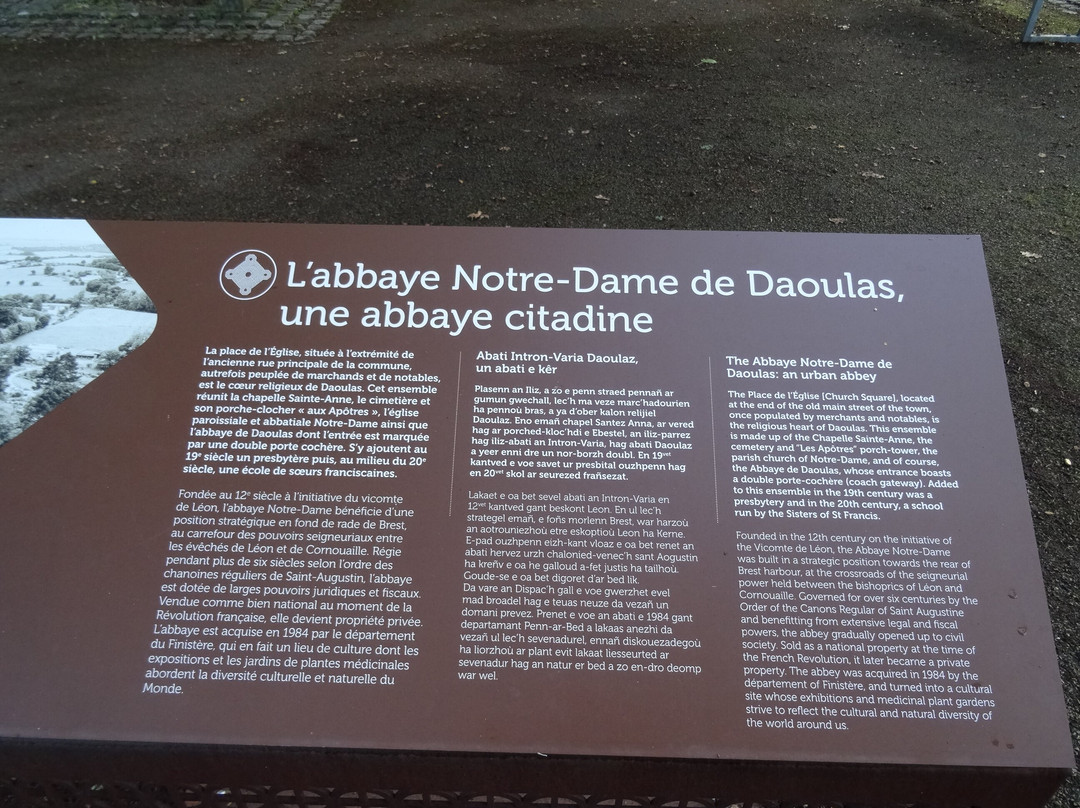 L'abbaye Notre-Dame de Daoulas,
une abbaye citadine
La place de l'Église, située à l'extrémité de
l'ancienne rue principale de la commune,
autrefois peuplée de marchands et de notables,
est le cœur religieux de Daoulas. Cet ensemble
réunit la chapelle Sainte-Anne, le cimetière et
son porche-clocher « aux Apôtres », l'église
paroissiale et abbatiale Notre-Dame ainsi que
l'abbaye de Daoulas dont l'entrée est marquée
par une double porte cochère. S'y ajoutent au
19e siècle un presbytère puis, au milieu du 20e
siècle, une école de sœurs franciscaines.
Fondée au 12e siècle à l'initiative du vicomte
de Léon, l'abbaye Notre-Dame bénéficie d'une
position stratégique en fond de rade de Brest,
au carrefour des pouvoirs seigneuriaux entre
les évêchés de Léon et de Cornouaille. Régie
pendant plus de six siècles selon l'ordre des
chanoines réguliers de Saint-Augustin, l'abbaye
est dotée de larges pouvoirs juridiques et fiscaux.
Vendue comme bien national au moment de la
Révolution française, elle devient propriété privée.
L'abbaye est acquise en 1984 par le département
du Finistère, qui en fait un lieu de culture dont les
expositions et les jardins de plantes médicinales
abordent la diversité culturelle et naturelle du
Monde.
Abati Intron-Varia Daoulaz,
un abati e kêr
Plasenn an Iliz, a zo e penn straed pennañ ar
gumun gwechall, lec'h ma veze marc'hadourien
ha pennoù bras, a ya d'ober kalon relijiel
Daoulaz. Eno emañ chapel Santez Anna, ar vered
hag ar porched-kloc'hdi e Ebestel, an iliz-parrez
hag iliz-abati an Intron-Varia, hag abati Daoulaz
a yeer enni dre un nor-borzh doubl. En 19vet
kantved e voe savet ur presbital ouzhpenn hag
en 20vet skol ar seurezed frañsezat.
Lakaet e oa bet sevel abati an Intron-Varia en
12vet kantved gant beskont Leon. En ul lec'h
strategel emañ, e foñs morlenn Brest, war harzoù
an aotrouniezhoù etre eskoptioù Leon ha Kerne.
E-pad ouzhpenn eizh-kant vloaz e oa bet renet an
abati hervez urzh chalonied-venec'h sant Aogustin
ha kreñv e oa he galloud a-fet justis ha tailhoù.
Goude-se e oa bet digoret d'ar bed lik.
Da vare an Dispac'h gall e voe gwerzhet evel
mad broadel hag e teuas neuze da vezañ un
domani prevez. Prenet e voe an abati e 1984 gant
departamant Penn-ar-Bed a lakaas anezhi da
vezañ ul lec'h sevenadurel, ennañ diskouezadegoù
ha liorzhoù ar plant evit lakaat liesseurted ar
sevenadur hag an natur er bed a zo en-dro deomp
war wel.
The Abbaye Notre-Dame de
Daoulas: an urban abbey
The Place de l'Église [Church Square], located
at the end of the old main street of the town,
once populated by merchants and notables, is
the religious heart of Daoulas. This ensemble
is made up of the Chapelle Sainte-Anne, the
cemetery and "Les Apôtres" porch-tower, the
parish church of Notre-Dame, and of course,
the Abbaye de Daoulas, whose entrance boasts
a double porte-cochère (coach gateway). Added
to this ensemble in the 19th century was a
presbytery and in the 20th century, a school
run by the Sisters of St Francis.
Founded in the 12th century on the initiative of
the Vicomte de Léon, the Abbaye Notre-Dame
was built in a strategic position towards the rear of
Brest harbour, at the crossroads of the seigneurial
power held between the bishoprics of Léon and
Cornouaille. Governed for over six centuries by the
Order of the Canons Regular of Saint Augustine
and benefitting from extensive legal and fiscal
powers, the abbey gradually opened up to civil
society. Sold as a national property at the time of
the French Revolution, it later became a private
property. The abbey was acquired in 1984 by the
département of Finistère, and turned into a cultural
site whose exhibitions and medicinal plant gardens
strive to reflect the cultural and natural diversity of
the world around us.